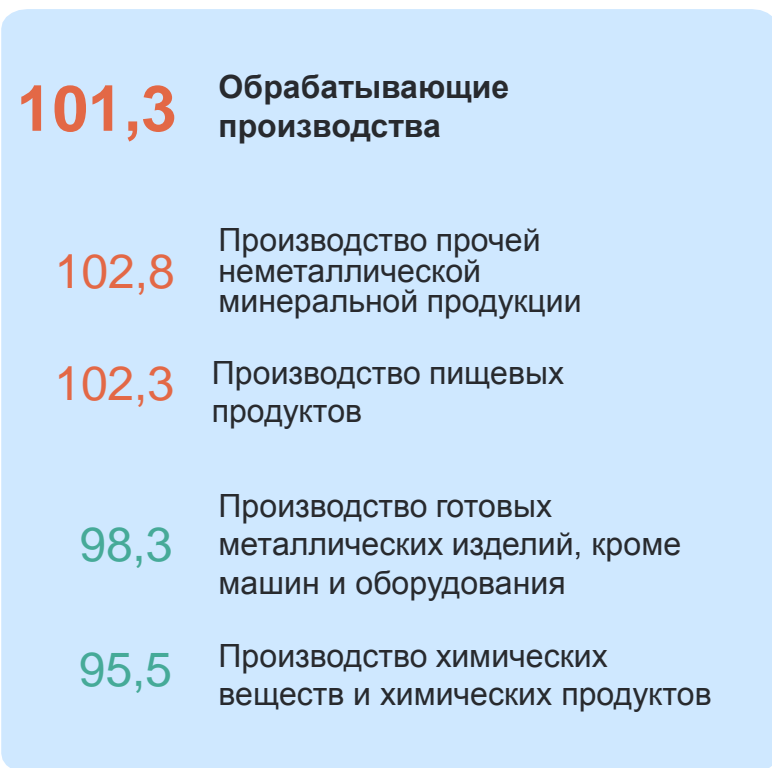 101,3
Обрабатывающие
производства
102,8
Производство прочей
неметаллической
минеральной продукции
102,3
Производство пищевых
продуктов
98,3
Производство готовых
металлических изделий, кроме
машин и оборудования
95,5
Производство химических
веществ и химических продуктов